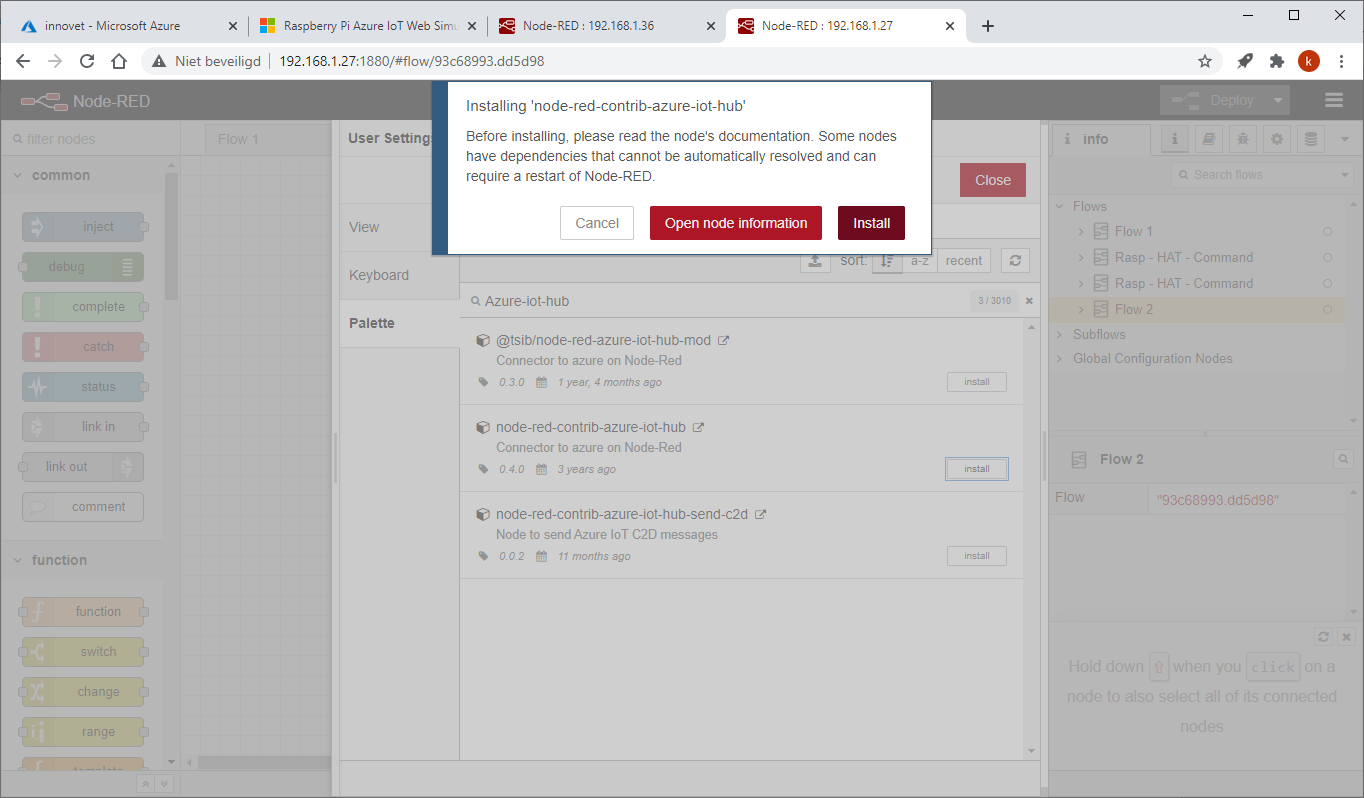 innovet - Microsoft Azure
Raspberry Pi Azure IoT Web Simu
Node-RED : 192.168.1.36
Node-RED : 192.168.1.27
Niet beveiligd
192.168.1.27:1880/#flow/93c68993.dd5d98
k
Node-RED
Deploy
Installing 'node-red-contrib-azure-iot-hub'
Before installing, please read the node's documentation. Some nodes
have dependencies that cannot be automatically resolved and can
require a restart of Node-RED.
Cancel
Open node information
Install
filter nodes
common
inject
debug
complete
catch
status
link in
link out
comment
function
function
switch
change
range
template
Flow 1
User Settings
Close
View
Keyboard
Palette
sort:
a-z
recent
Azure-iot-hub
3 / 3010
@tsib/node-red-azure-iot-hub-mod
Connector to azure on Node-Red
0.3.0
1 year, 4 months ago
install
node-red-contrib-azure-iot-hub
Connector to azure on Node-Red
0.4.0
3 years ago
install
node-red-contrib-azure-iot-hub-send-c2d
Node to send Azure IoT C2D messages
0.0.2
11 months ago
install
info
Search flows
Flows
Flow 1
Rasp - HAT - Command
Rasp - HAT - Command
Flow 2
Subflows
Global Configuration Nodes
Flow 2
Flow
"93c68993.dd5d98"
Hold down ⇧ when you click on a
node to also select all of its connected
nodes